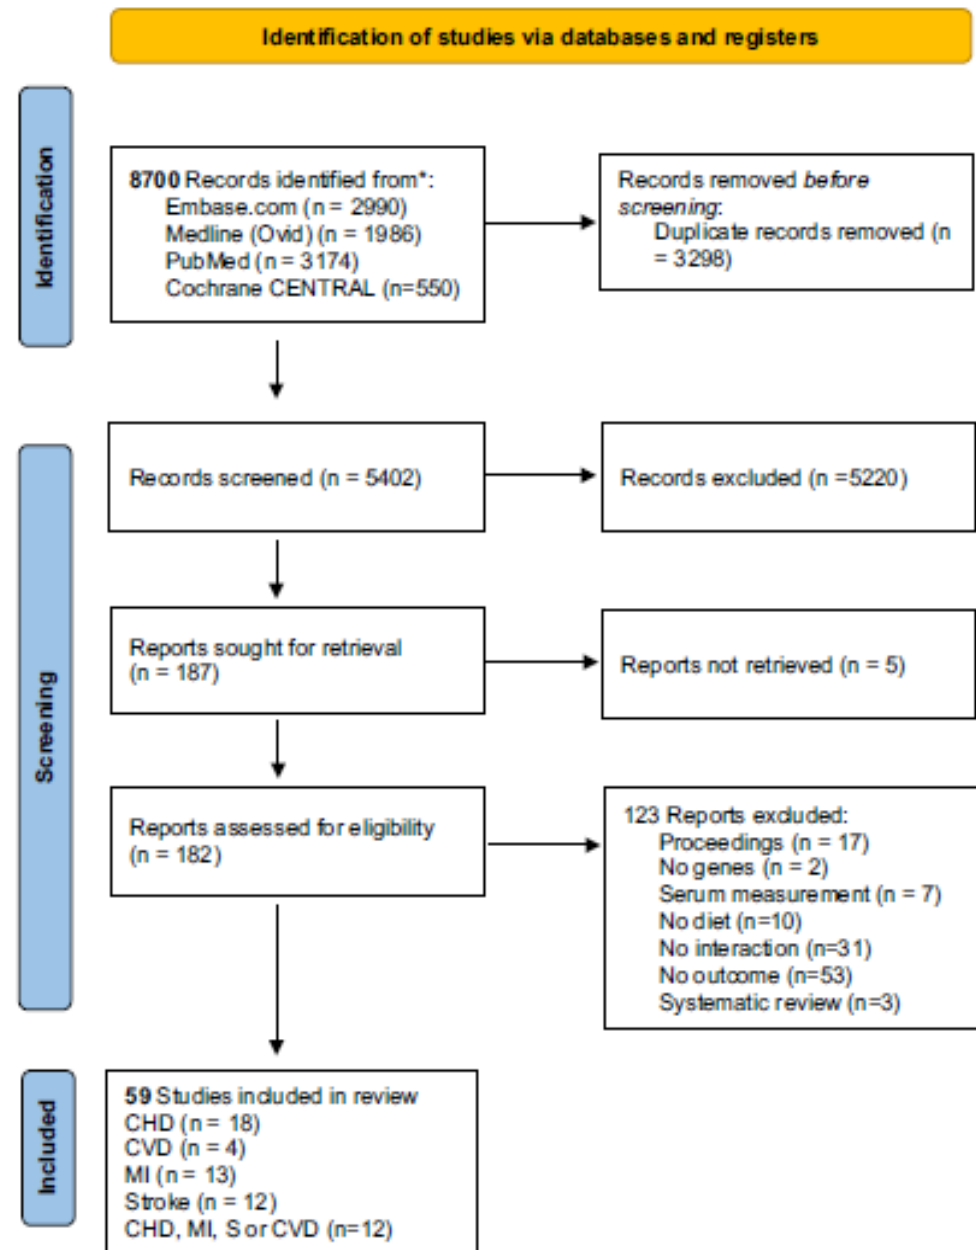 Identification of studies via databases and registers
Identification
8700 Records identified from*:
Embase.com (n = 2990)
Medline (Ovid) (n = 1986)
PubMed (n = 3174)
Cochrane CENTRAL (n=550)
Records removed before
screening:
Duplicate records removed (n
= 3298)
Screening
Records screened (n = 5402)
Records excluded (n =5220)
Reports sought for retrieval
(n = 187)
Reports not retrieved (n = 5)
Reports assessed for eligibility
(n = 182)
123 Reports excluded:
Proceedings (n = 17)
No genes (n = 2)
Serum measurement (n = 7)
No diet (n=10)
No interaction (n=31)
No outcome (n=53)
Systematic review (n=3)
Included
59 Studies included in review
CHD (n = 18)
CVD (n = 4)
MI (n = 13)
Stroke (n = 12)
CHD, MI, S or CVD (n=12)